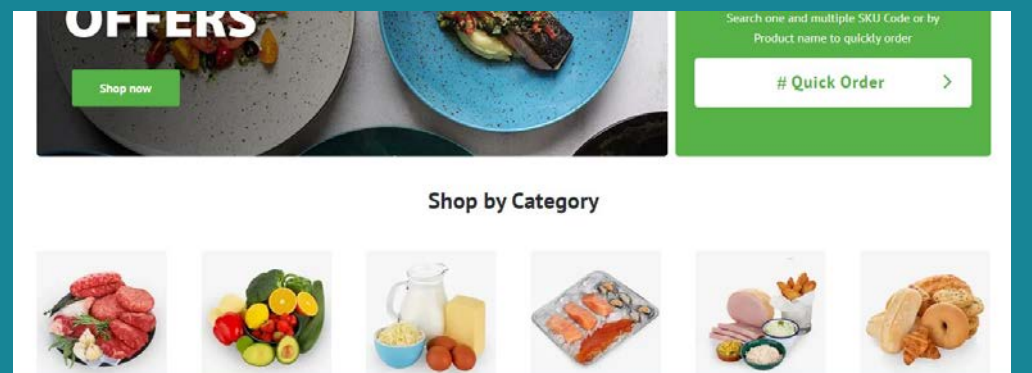 OFFERS
Shop now
Search one and multiple SKU Code or by
Product name to quickly order
# Quick Order
Shop by Category